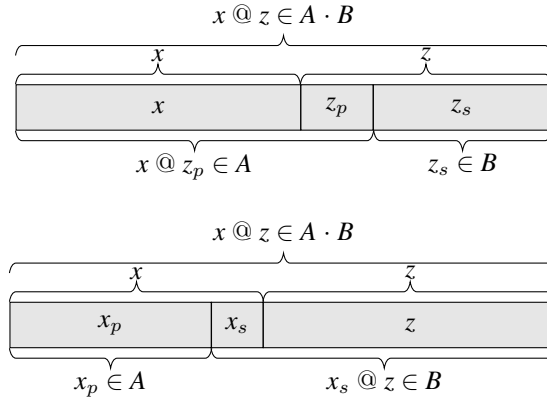 x @ z ∈ A · B
x z
x z_p z_s
x @ z_p ∈ A z_s ∈ B
x @ z ∈ A · B
x z
x_p x_s z
x_p ∈ A x_s @ z ∈ B